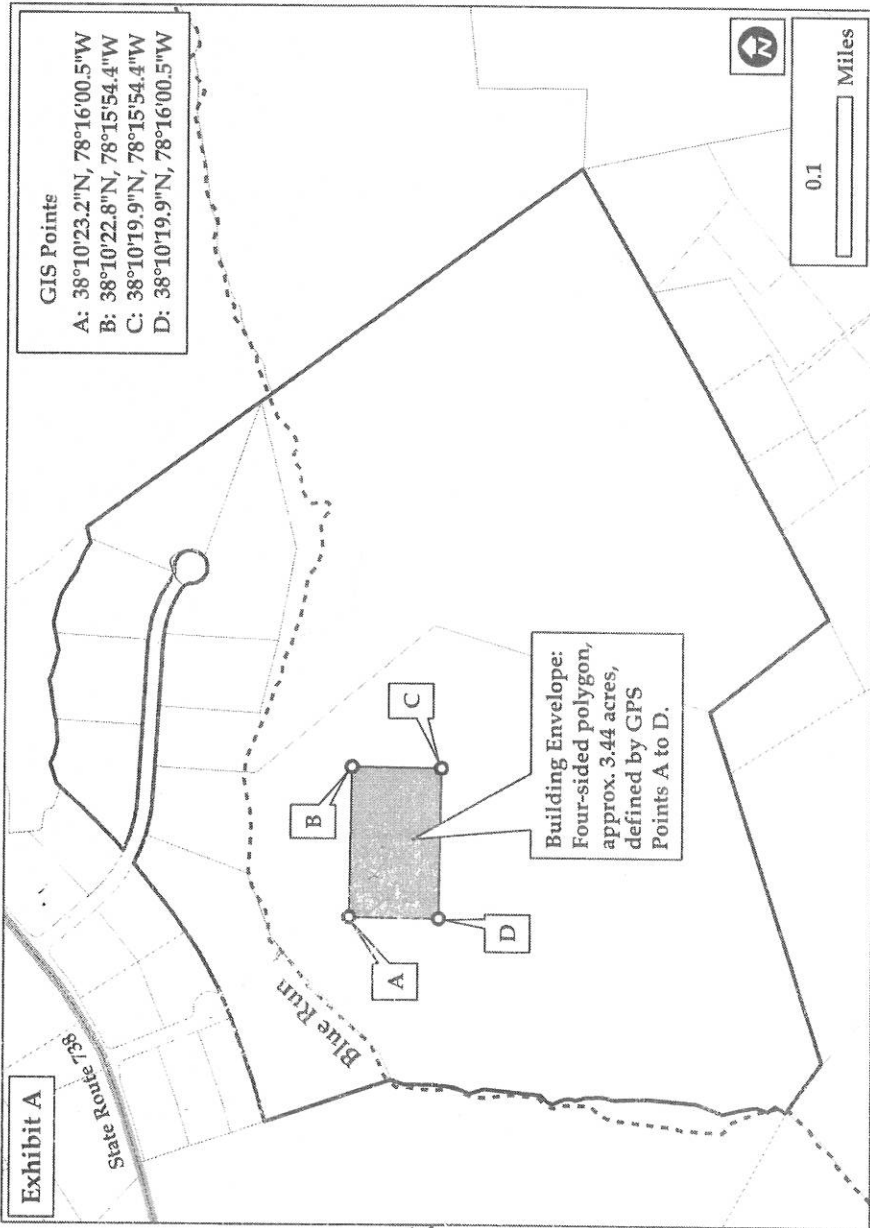 Exhibit A
State Route 738
GIS Points
A: 38°10'23.2"N, 78°16'00.5"W
B: 38°10'22.8"N, 78°15'54.4"W
C: 38°10'19.9"N, 78°15'54.4"W
D: 38°10'19.9"N, 78°16'00.5"W
Blue Run
A
B
C
D
Building Envelope:
Four-sided polygon,
approx. 3.44 acres,
defined by GPS
Points A to D.
N
0.1
Miles